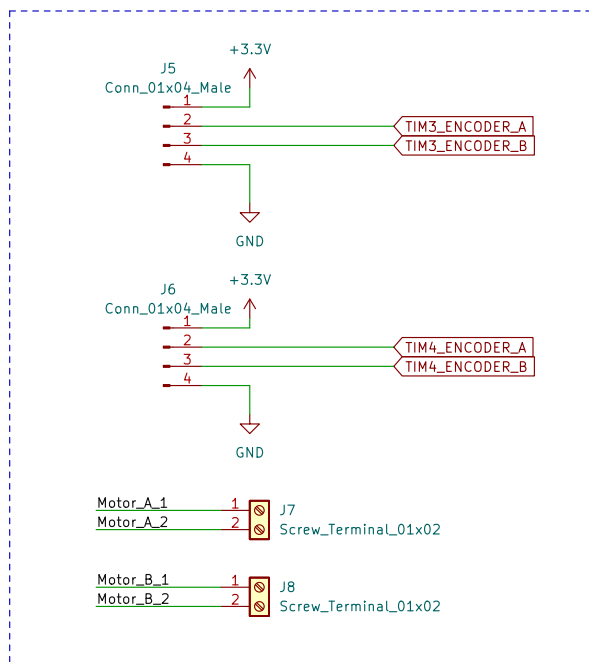 +3.3V
J5
Conn_01x04_Male
1
2
TIM3_ENCODER_A
3
TIM3_ENCODER_B
4
GND
+3.3V
J6
Conn_01x04_Male
1
2
TIM4_ENCODER_A
3
TIM4_ENCODER_B
4
GND
Motor_A_1
1
J7
Motor_A_2
2
Screw_Terminal_01x02
Motor_B_1
1
J8
Motor_B_2
2
Screw_Terminal_01x02